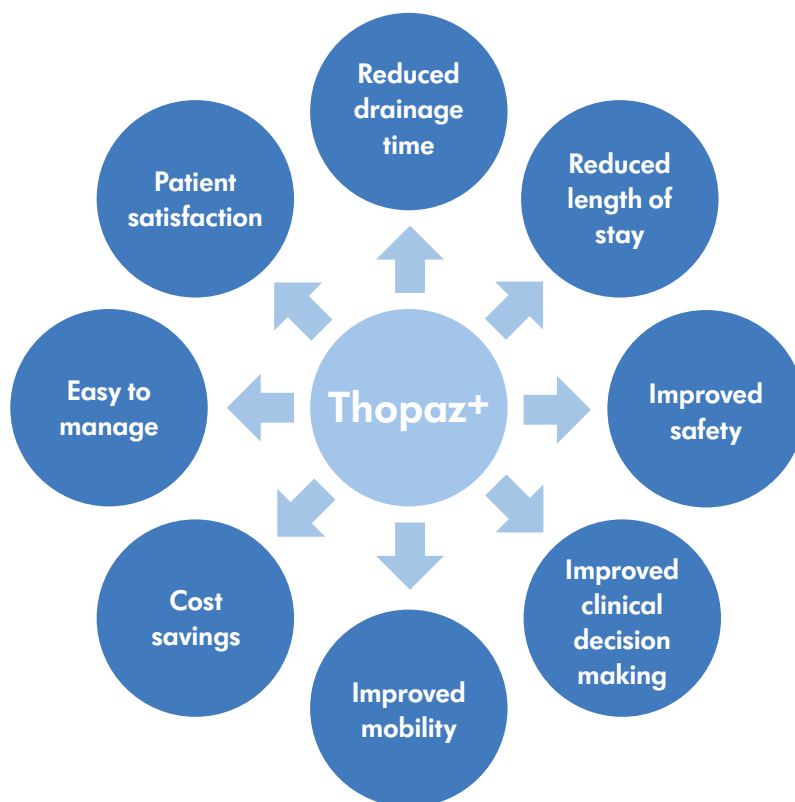 Reduced
drainage
time
Reduced
length of
stay
Improved
safety
Improved
clinical
decision
making
Improved
mobility
Cost
savings
Easy to
manage
Patient
satisfaction
Thopaz+